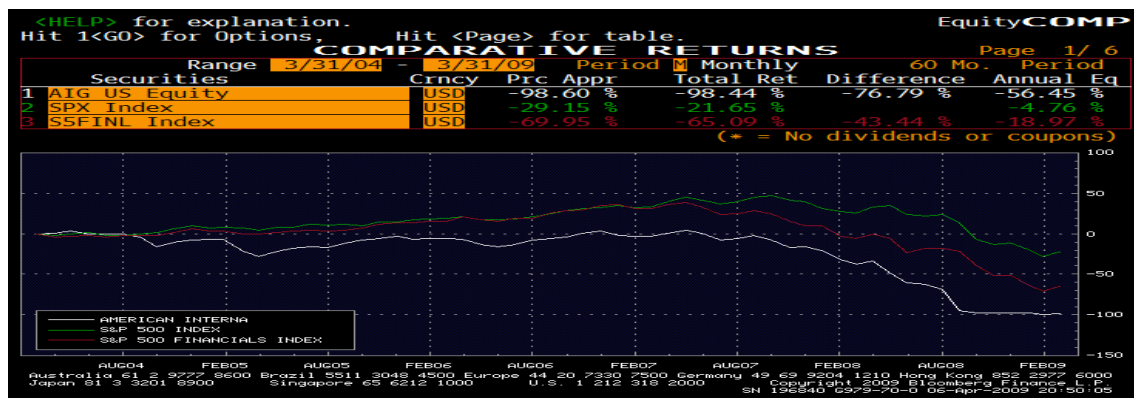 <HELP> for explanation. EquityCOMP
Hit 1<GO> for Options, Hit <Page> for table.
COMPARATIVE RETURNS Page 1/ 6
Range 3/31/04 - 3/31/09 Period M Monthly 60 Mo. Period
Securities Crncy Prc Appr Total Ret Difference Annual Eq
1 AIG US Equity USD -98.60 % -98.44 % -76.79 % -56.45 %
2 SPX Index USD -29.15 % -21.65 % -4.76 %
3 S5FINL Index USD -69.95 % -65.09 % -43.44 % -18.97 %
(* = No dividends or coupons)
100
50
0
-50
-100
-150
AMERICAN INTERNA
S&P 500 INDEX
S&P 500 FINANCIALS INDEX
AUG04 FEB05 AUG05 FEB06 AUG06 FEB07 AUG07 FEB08 AUG08 FEB09
Australia 61 2 9777 8600 Brazil 5511 3048 4500 Europe 44 20 7330 7500 Germany 49 69 9204 1210 Hong Kong 852 2977 6000
Japan 81 3 3201 8900 Singapore 65 6212 1000 U.S. 1 212 318 2000 Copyright 2009 Bloomberg Finance L.P.
SN 196840 G979-70-0 06-Apr-2009 20:50:05